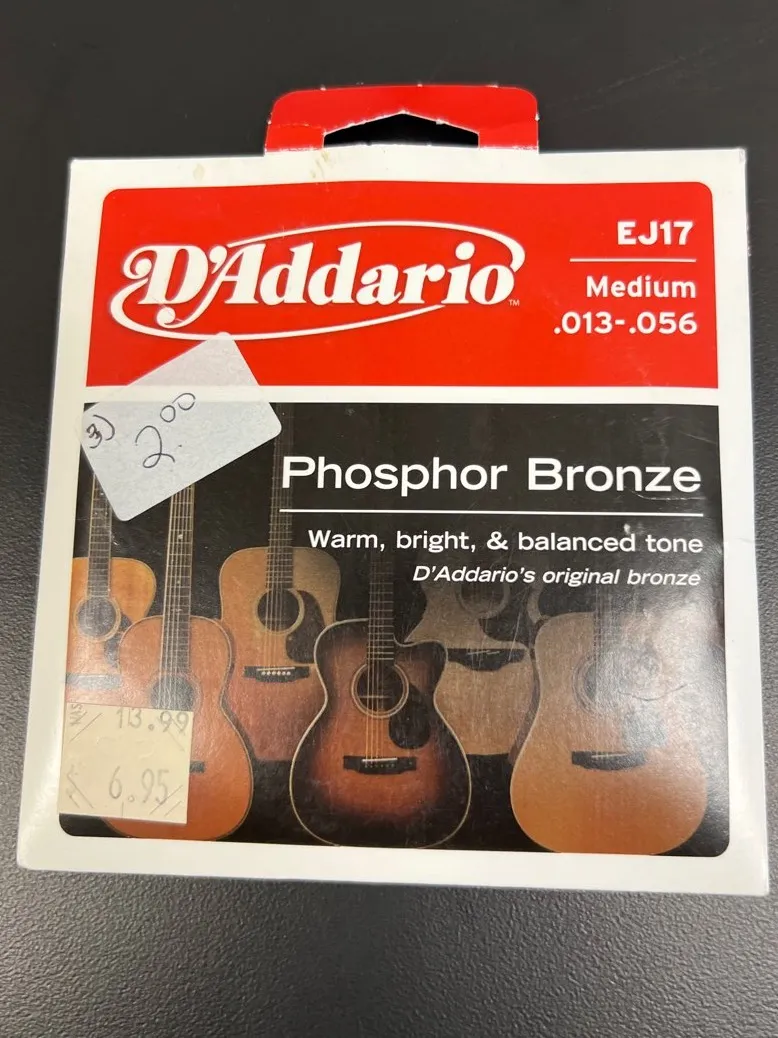 D'Addario™
EJ17
Medium
.013-.056
3)
2.00
Phosphor Bronze
Warm, bright, & balanced tone
D'Addario's original bronze
13.99
6.95